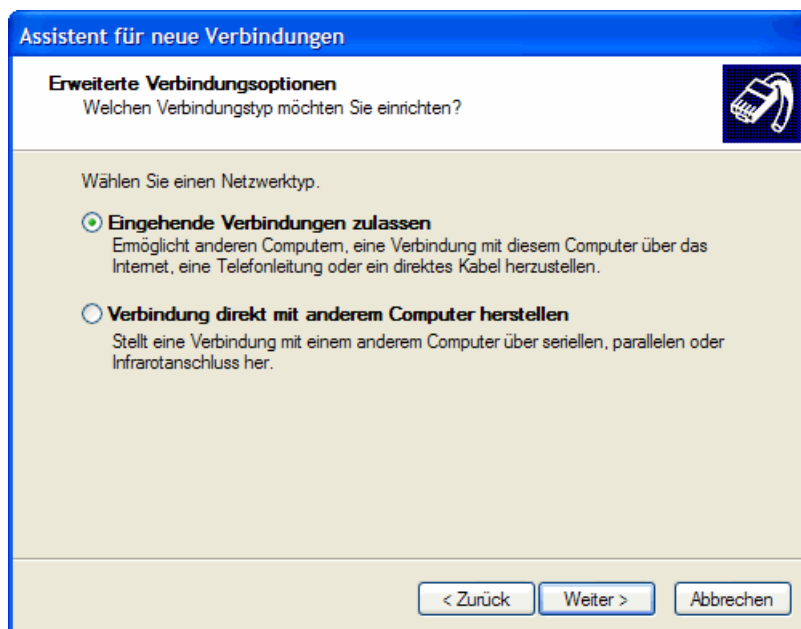 Assistent für neue Verbindungen
Erweiterte Verbindungsoptionen
Welchen Verbindungstyp möchten Sie einrichten?
Wählen Sie einen Netzwerktyp.
Eingehende Verbindungen zulassen
Ermöglicht anderen Computern, eine Verbindung mit diesem Computer über das
Internet, eine Telefonleitung oder ein direktes Kabel herzustellen.
Verbindung direkt mit anderem Computer herstellen
Stellt eine Verbindung mit einem anderem Computer über seriellen, parallelen oder
Infrarotanschluss her.
< Zurück Weiter > Abbrechen